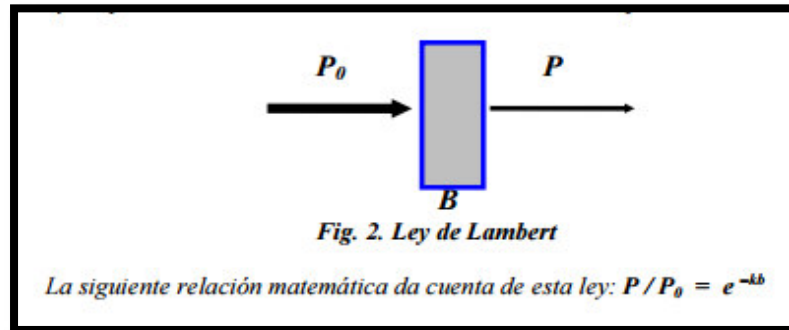 P₀ P
B
Fig. 2. Ley de Lambert
La siguiente relación matemática da cuenta de esta ley: P / P₀ = e⁻ᵏᵇ